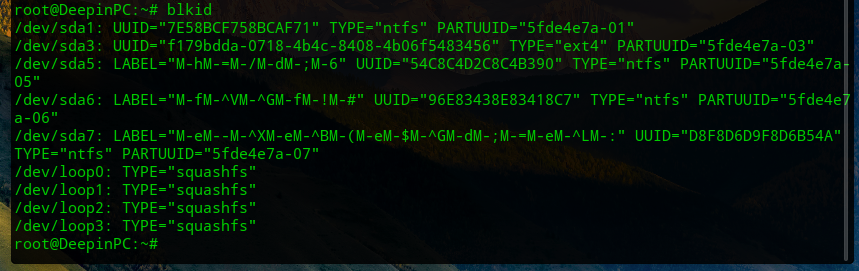 root@DeepinPC:~# blkid
/dev/sda1: UUID="7E58BCF758BCAF71" TYPE="ntfs" PARTUUID="5fde4e7a-01"
/dev/sda3: UUID="f179bdda-0718-4b4c-8408-4b06f5483456" TYPE="ext4" PARTUUID="5fde4e7a-03"
/dev/sda5: LABEL="M-hM-=M-/M-dM-;M-6" UUID="54C8C4D2C8C4B390" TYPE="ntfs" PARTUUID="5fde4e7a-
05"
/dev/sda6: LABEL="M-fM-^VM-^GM-fM-!M-#" UUID="96E83438E83418C7" TYPE="ntfs" PARTUUID="5fde4e7
a-06"
/dev/sda7: LABEL="M-eM--M-^XM-eM-^BM-(M-eM-$M-^GM-dM-;M-=M-eM-^LM-:" UUID="D8F8D6D9F8D6B54A"
TYPE="ntfs" PARTUUID="5fde4e7a-07"
/dev/loop0: TYPE="squashfs"
/dev/loop1: TYPE="squashfs"
/dev/loop2: TYPE="squashfs"
/dev/loop3: TYPE="squashfs"
root@DeepinPC:~#